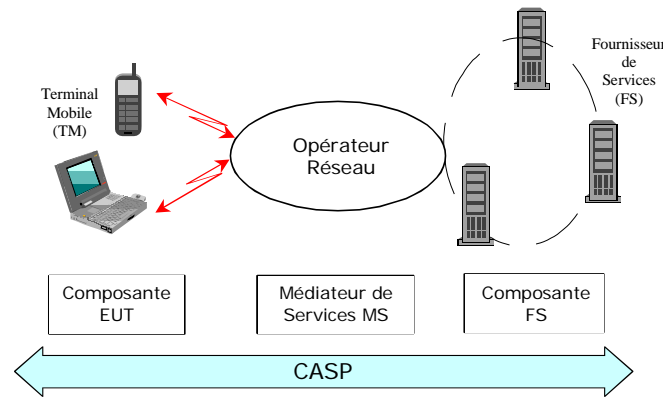 Terminal
Mobile
(TM)
Opérateur
Réseau
Fournisseur
de
Services
(FS)
Composante
EUT
Médiateur de
Services MS
Composante
FS
CASP